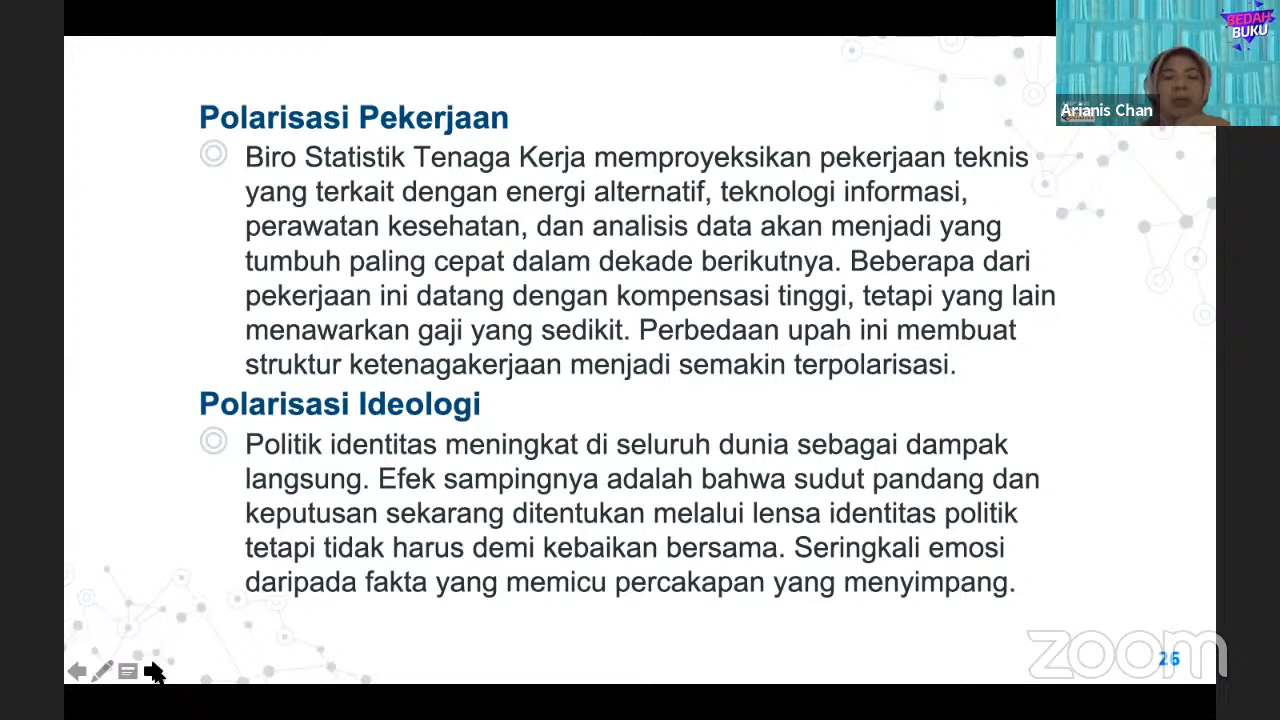 BEDAH
BUKU
Arianis Chan
Polarisasi Pekerjaan
Biro Statistik Tenaga Kerja memproyeksikan pekerjaan teknis
yang terkait dengan energi alternatif, teknologi informasi,
perawatan kesehatan, dan analisis data akan menjadi yang
tumbuh paling cepat dalam dekade berikutnya. Beberapa dari
pekerjaan ini datang dengan kompensasi tinggi, tetapi yang lain
menawarkan gaji yang sedikit. Perbedaan upah ini membuat
struktur ketenagakerjaan menjadi semakin terpolarisasi.
Polarisasi Ideologi
Politik identitas meningkat di seluruh dunia sebagai dampak
langsung. Efek sampingnya adalah bahwa sudut pandang dan
keputusan sekarang ditentukan melalui lensa identitas politik
tetapi tidak harus demi kebaikan bersama. Seringkali emosi
daripada fakta yang memicu percakapan yang menyimpang.
zoom
26